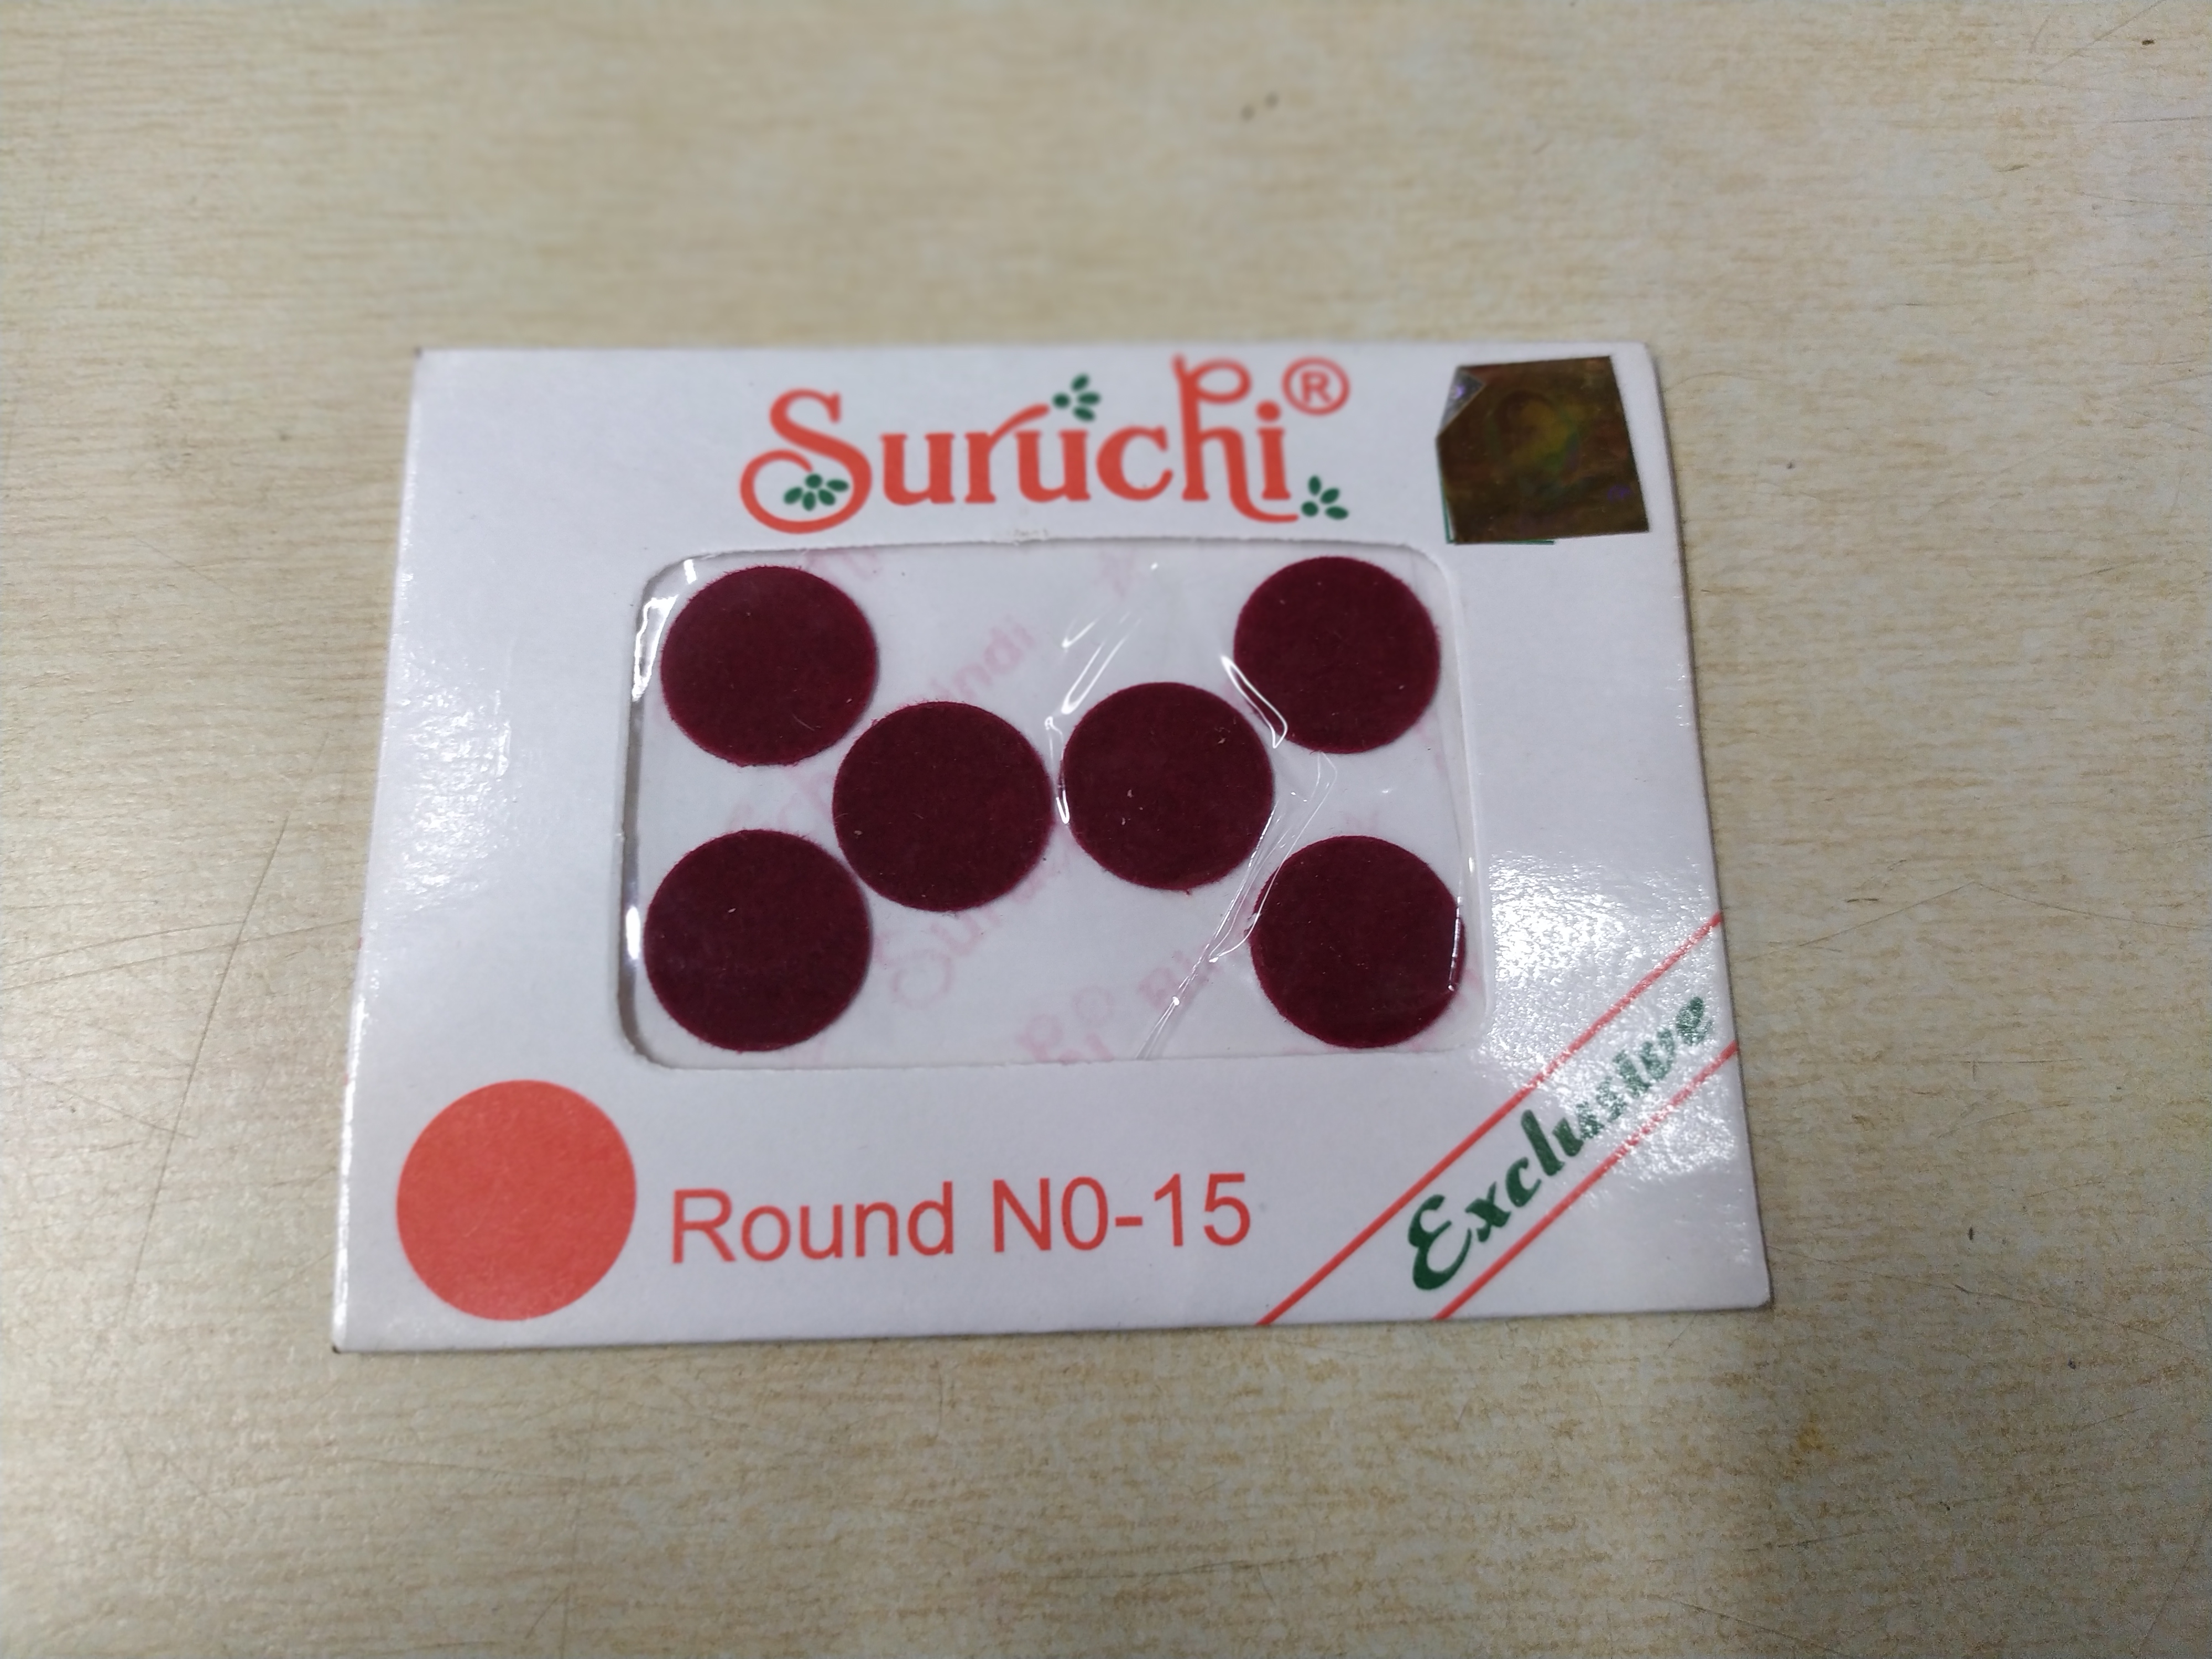 Suruchi®
Round N0-15
Exclusive